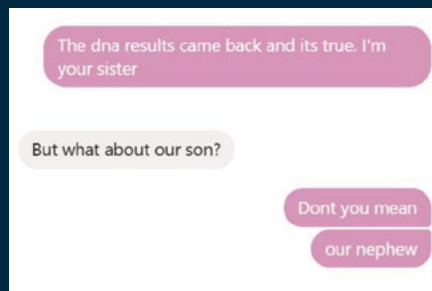 The dna results came back and its true. I'm
your sister
But what about our son?
Dont you mean
our nephew